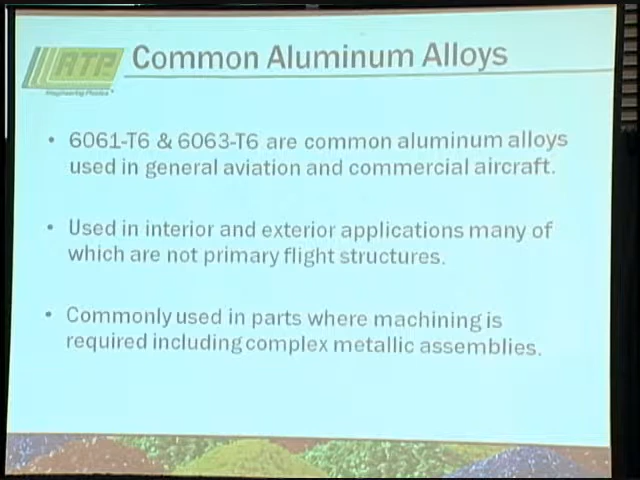 RTP
Imagineering Plastics
Common Aluminum Alloys
• 6061-T6 & 6063-T6 are common aluminum alloys
used in general aviation and commercial aircraft.
• Used in interior and exterior applications many of
which are not primary flight structures.
• Commonly used in parts where machining is
required including complex metallic assemblies.